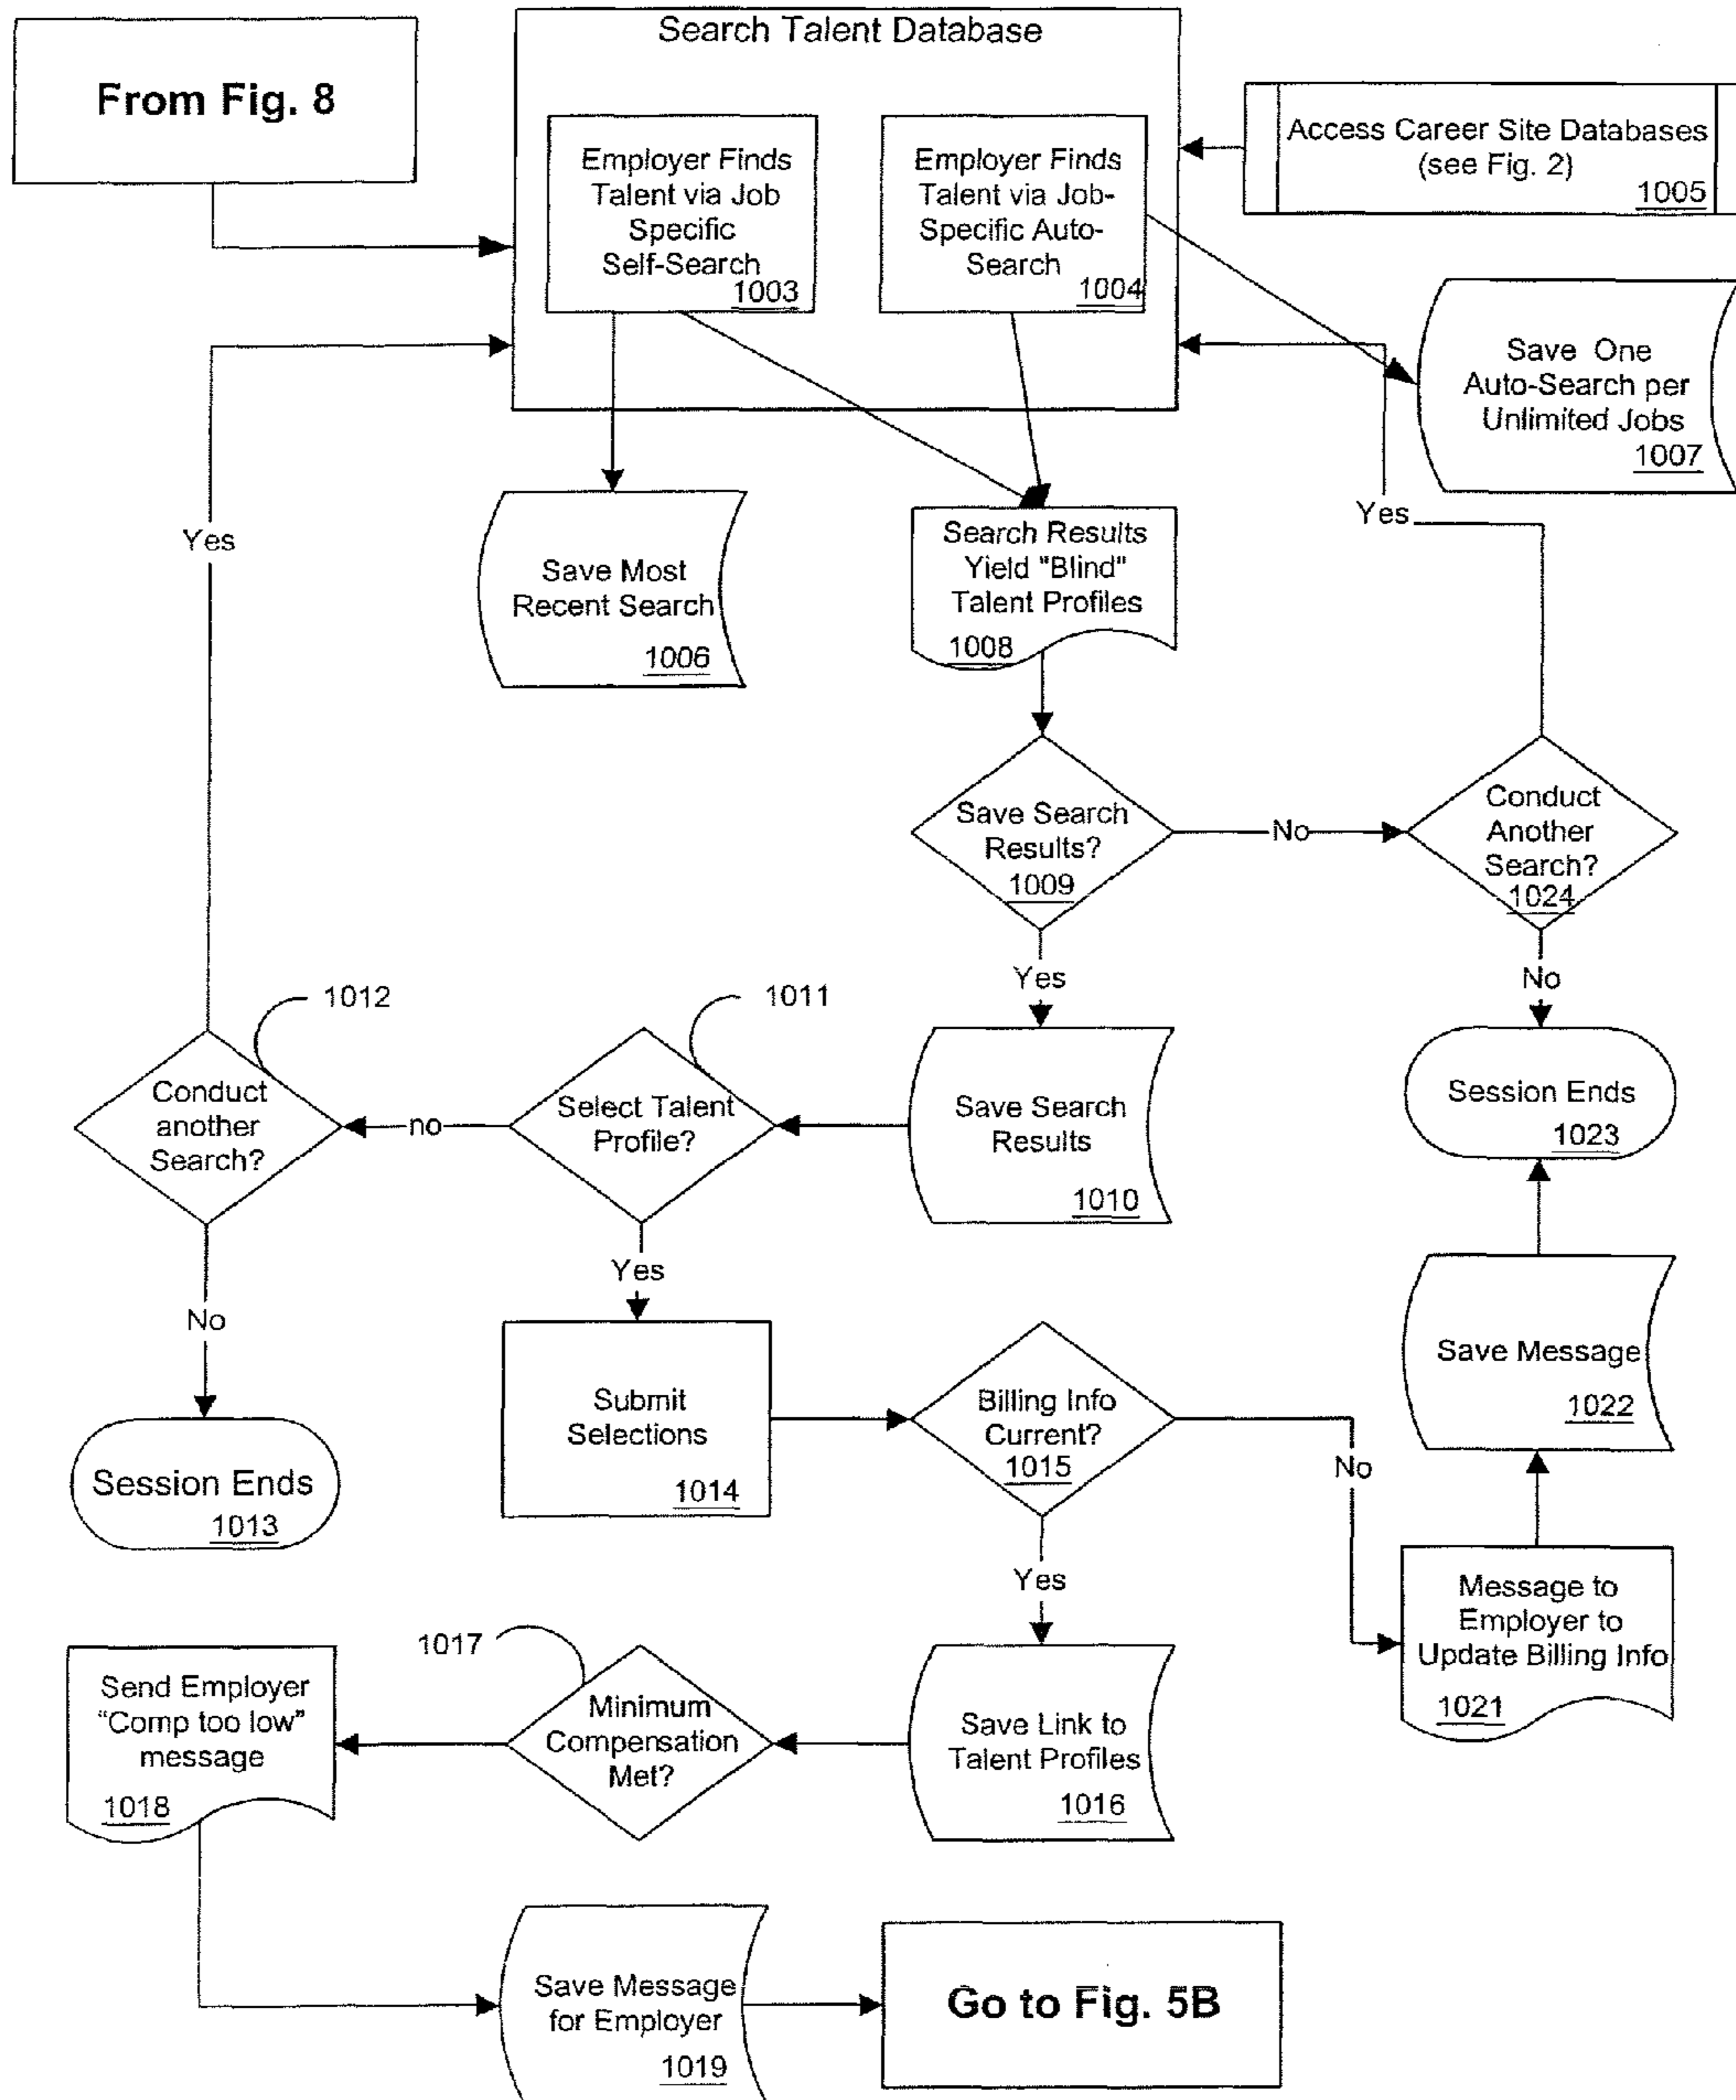 Search Talent Database
From Fig. 8
Access Career Site Databases
(see Fig. 2)
1005
Employer Finds
Talent via Job
Specific
Self-Search
1003
Employer Finds
Talent via Job-
Specific Auto-
Search
1004
Save One
Auto-Search per
Unlimited Jobs
1007
Yes
Yes
Save Most
Recent Search
1006
Search Results
Yield "Blind"
Talent Profiles
1008
Save Search
Results?
1009
No
Conduct
Another
Search?
1024
Yes
No
1012
1011
Conduct
another
Search?
no
Select Talent
Profile?
Save Search
Results
1010
Session Ends
1023
No
Yes
Submit
Selections
1014
Billing Info
Current?
1015
No
Save Message
1022
Session Ends
1013
Yes
Message to
Employer to
Update Billing Info
1021
1017
Send Employer
“Comp too low”
message
1018
Minimum
Compensation
Met?
Save Link to
Talent Profiles
1016
Save Message
for Employer
1019
Go to Fig. 5B